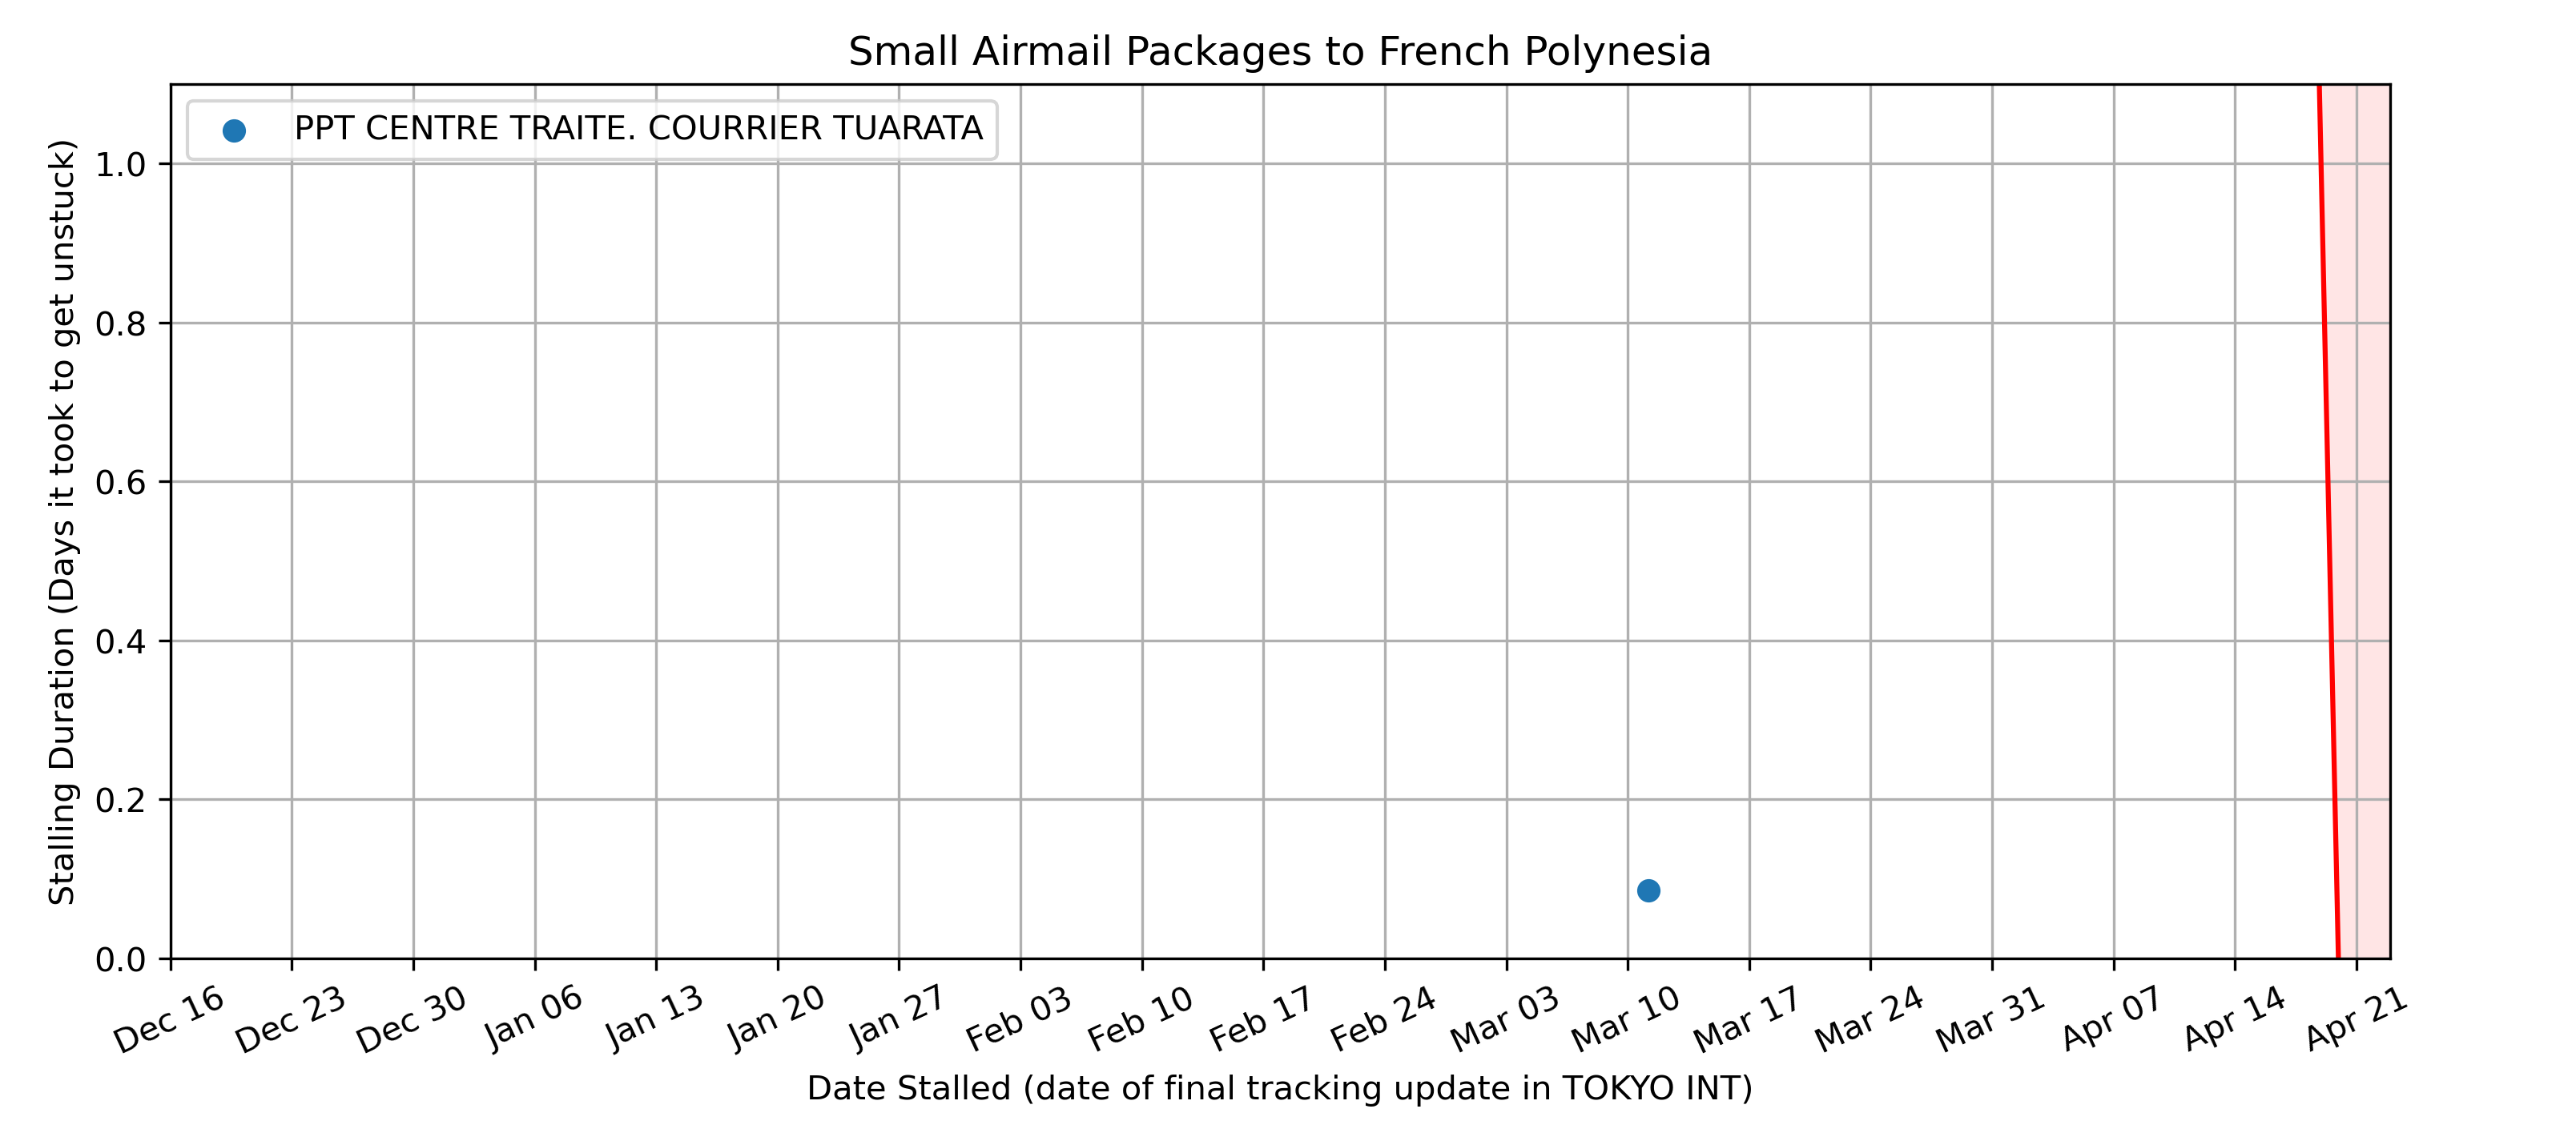 Small Airmail Packages to French Polynesia
PPT CENTRE TRAITE. COURRIER TUARATA
Stalling Duration (Days it took to get unstuck)
1.0
0.8
0.6
0.4
0.2
0.0
Dec 16 Dec 23 Dec 30 Jan 06 Jan 13 Jan 20 Jan 27 Feb 03 Feb 10 Feb 17 Feb 24 Mar 03 Mar 10 Mar 17 Mar 24 Mar 31 Apr 07 Apr 14 Apr 21
Date Stalled (date of final tracking update in TOKYO INT)